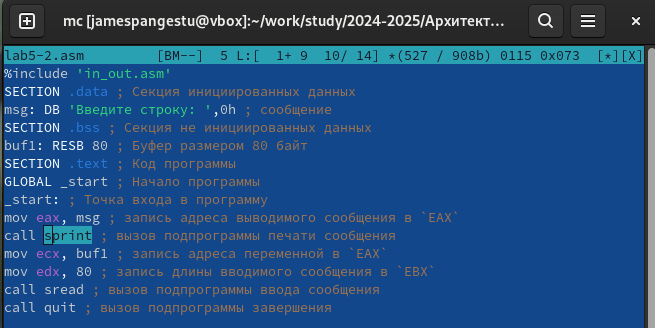 mc [jamespangestu@vbox]:~/work/study/2024-2025/Архитект...
lab5-2.asm [BM--] 5 L:[ 1+ 9 10/ 14] *(527 / 908b) 0115 0x073 [*][X]
%include 'in_out.asm'
SECTION .data ; Секция инициированных данных
msg: DB 'Введите строку: ',0h ; сообщение
SECTION .bss ; Секция не инициированных данных
buf1: RESB 80 ; Буфер размером 80 байт
SECTION .text ; Код программы
GLOBAL _start ; Начало программы
_start: ; Точка входа в программу
mov eax, msg ; запись адреса выводимого сообщения в `EAX`
call sprint ; вызов подпрограммы печати сообщения
mov ecx, buf1 ; запись адреса переменной в `EAX`
mov edx, 80 ; запись длины вводимого сообщения в `EBX`
call sread ; вызов подпрограммы ввода сообщения
call quit ; вызов подпрограммы завершения